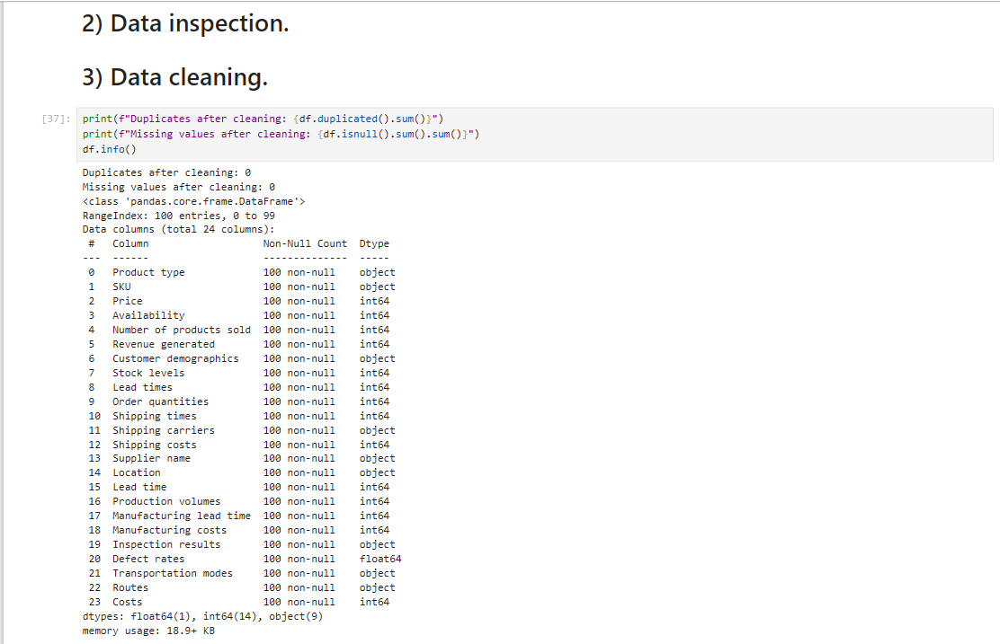 2) Data inspection.
3) Data cleaning.
[37]: print(f"Duplicates after cleaning: {df.duplicated().sum()}")
print(f"Missing values after cleaning: {df.isnull().sum().sum()}")
df.info()
Duplicates after cleaning: 0
Missing values after cleaning: 0
<class 'pandas.core.frame.DataFrame'>
RangeIndex: 100 entries, 0 to 99
Data columns (total 24 columns):
 #   Column                   Non-Null Count  Dtype
---  ------                   --------------  -----
 0   Product type             100 non-null    object
 1   SKU                      100 non-null    object
 2   Price                    100 non-null    int64
 3   Availability             100 non-null    int64
 4   Number of products sold  100 non-null    int64
 5   Revenue generated        100 non-null    int64
 6   Customer demographics    100 non-null    object
 7   Stock levels             100 non-null    int64
 8   Lead times               100 non-null    int64
 9   Order quantities         100 non-null    int64
 10  Shipping times           100 non-null    int64
 11  Shipping carriers        100 non-null    object
 12  Shipping costs           100 non-null    int64
 13  Supplier name            100 non-null    object
 14  Location                 100 non-null    object
 15  Lead time                100 non-null    int64
 16  Production volumes       100 non-null    int64
 17  Manufacturing lead time  100 non-null    int64
 18  Manufacturing costs      100 non-null    int64
 19  Inspection results       100 non-null    object
 20  Defect rates             100 non-null    float64
 21  Transportation modes     100 non-null    object
 22  Routes                   100 non-null    object
 23  Costs                    100 non-null    int64
dtypes: float64(1), int64(14), object(9)
memory usage: 18.9+ KB